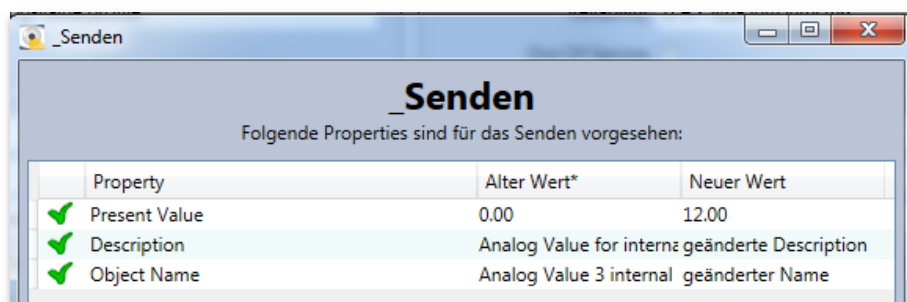 _Senden
_Senden
Folgende Properties sind für das Senden vorgesehen:
Property Alter Wert* Neuer Wert
Present Value 0.00 12.00
Description Analog Value for interna geänderte Description
Object Name Analog Value 3 internal geänderter Name